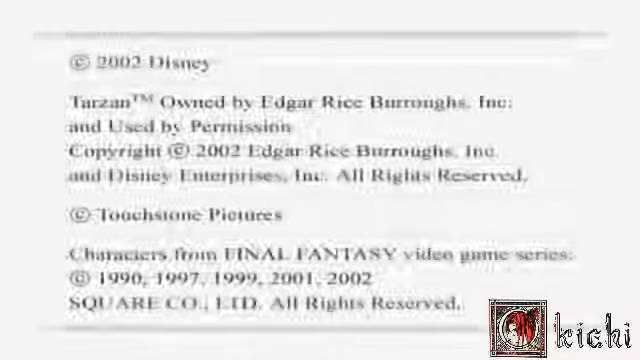 © 2002 Disney
Tarzan™ Owned by Edgar Rice Burroughs, Inc.
and Used by Permission
Copyright © 2002 Edgar Rice Burroughs, Inc.
and Disney Enterprises, Inc. All Rights Reserved.
© Touchstone Pictures
Characters from FINAL FANTASY video game series:
© 1990, 1997, 1999, 2001, 2002
SQUARE CO., LTD. All Rights Reserved.
kichi